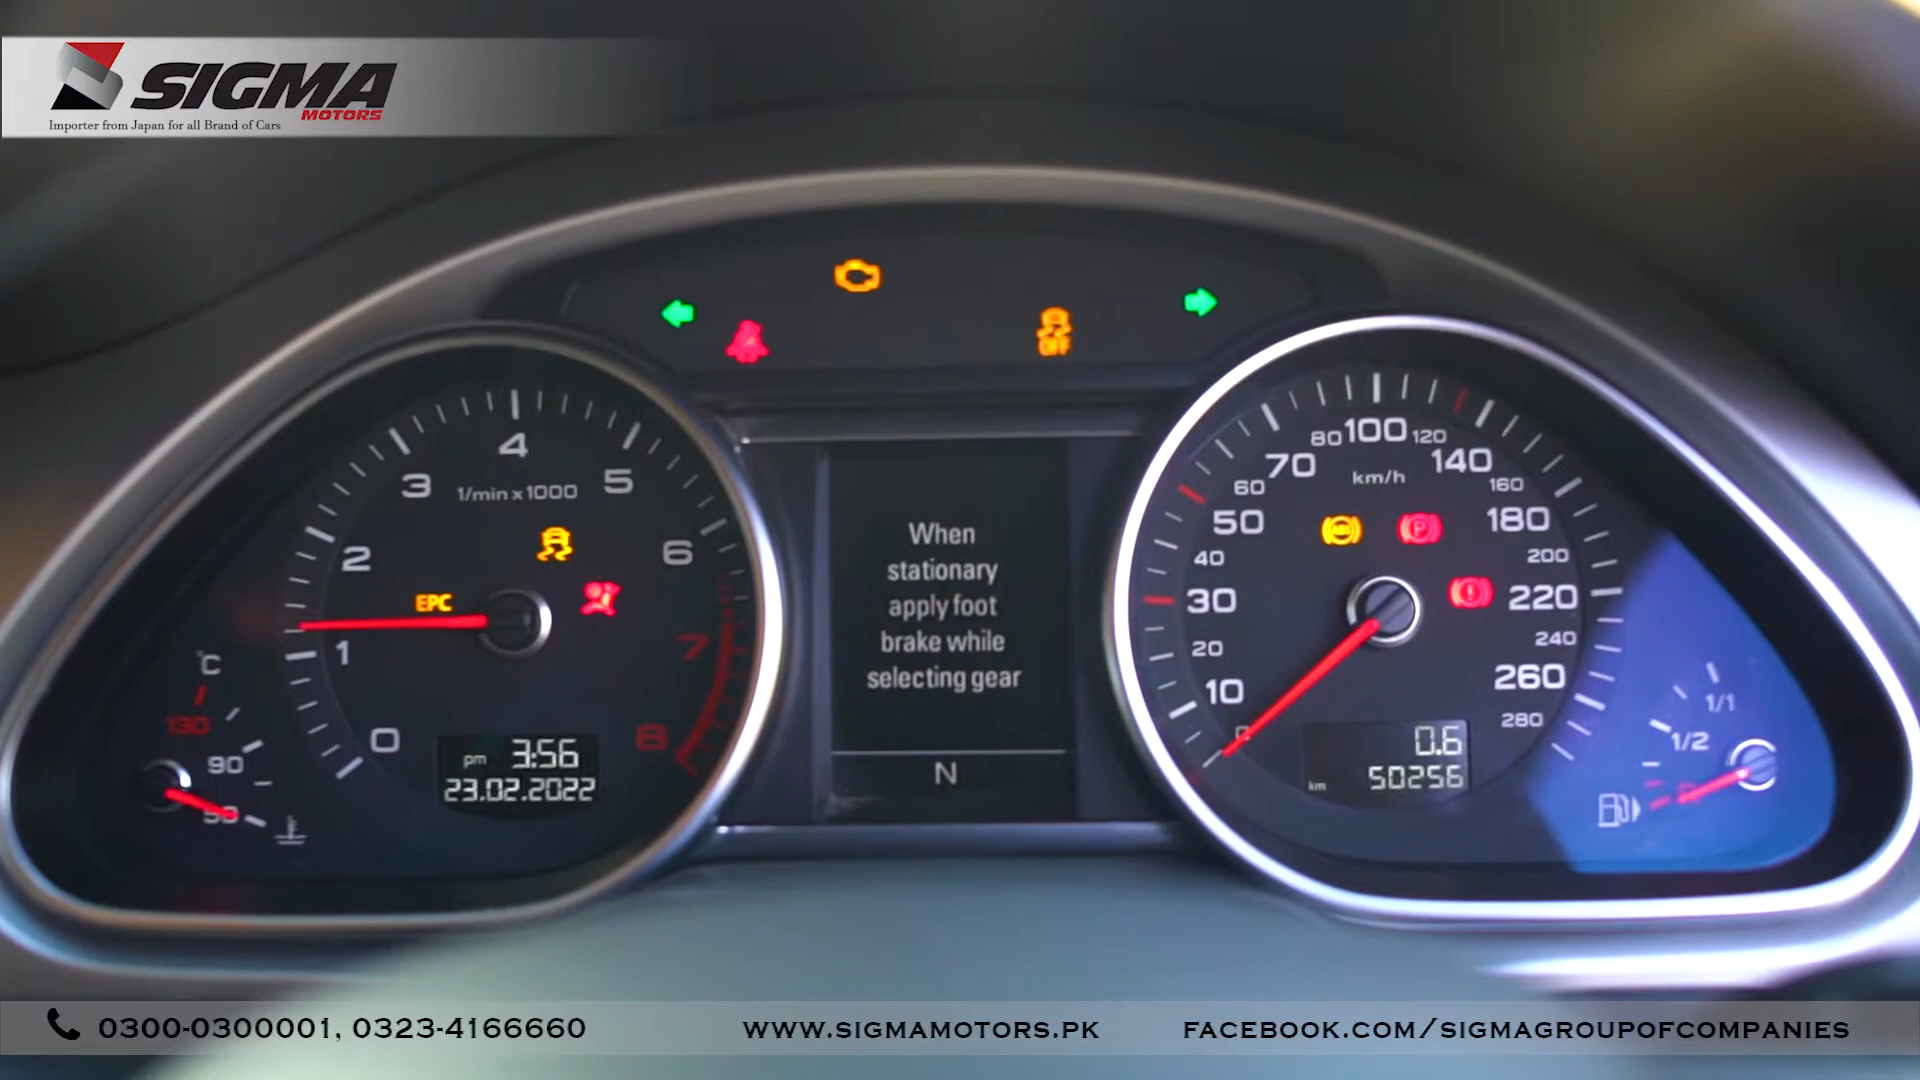 SIGMA
MOTORS
Importer from Japan for all Brand of Cars
OFF
4
3
5
1/min x 1000
2
6
EPC
1
7
0
8
°C
130
90
50
pm 3:56
23.02.2022
When
stationary
apply foot
brake while
selecting gear
N
80 100 120
70 140
km/h
60 160
50 180
ABS
P
40 200
30 220
20 240
10 260
0 280
0.6
km 50256
1/1
1/2
0300-0300001, 0323-4166660
WWW.SIGMAMOTORS.PK
FACEBOOK.COM/SIGMAGROUPOFCOMPANIES